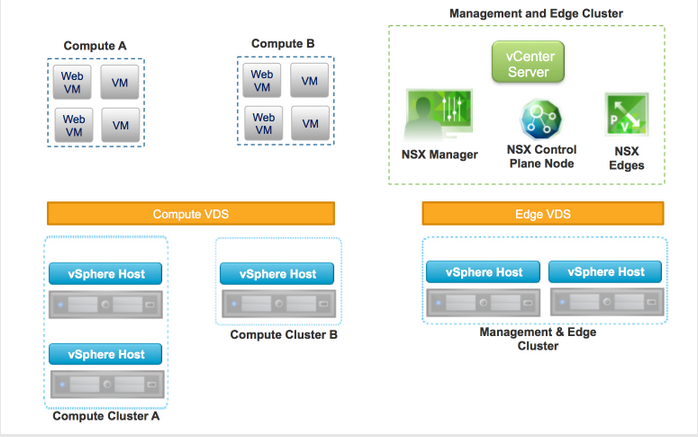 Management and Edge Cluster
Compute A
Compute B
vCenter
Server
Web
VM
VM
Web
VM
VM
Web
VM
VM
Web
VM
VM
P
V
NSX Manager
NSX Control
Plane Node
NSX
Edges
Compute VDS
Edge VDS
vSphere Host
vSphere Host
vSphere Host
vSphere Host
Compute Cluster B
Management & Edge
Cluster
vSphere Host
Compute Cluster A